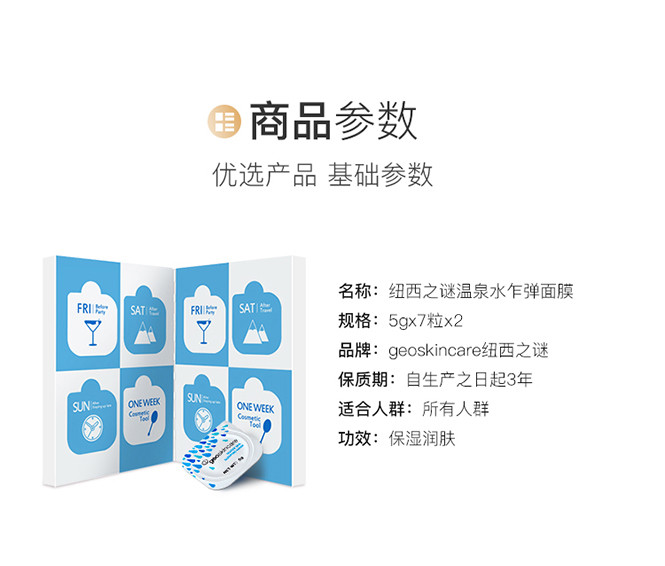 商品参数
优选产品 基础参数
名称：纽西之谜温泉水乍弹面膜
规格：5gx7粒x2
品牌：geoskincare纽西之谜
保质期：自生产之日起3年
适合人群：所有人群
功效：保湿润肤
FRI Before Party
SAT After Travel
FRI Before Party
SAT After Travel
SUN
ONE WEEK
Cosmetic Tool
SUN
ONE WEEK
Cosmetic Tool
geoskincare